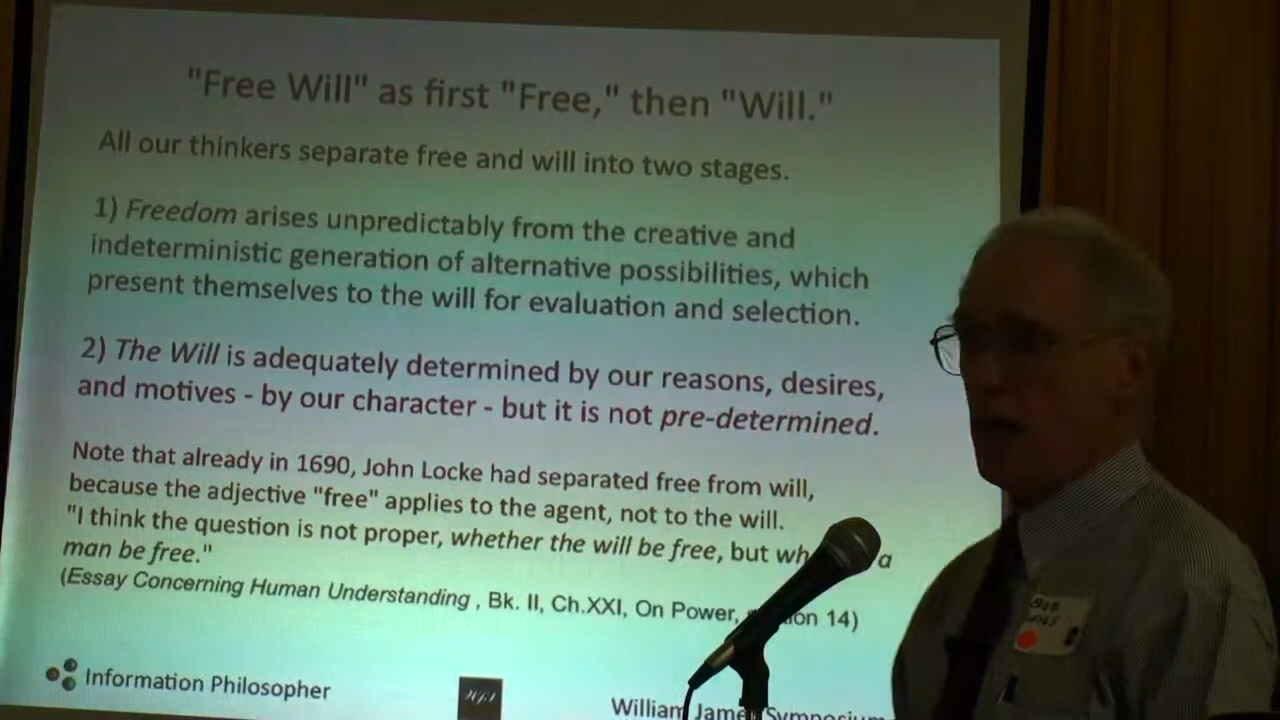 "Free Will" as first "Free," then "Will."
All our thinkers separate free and will into two stages.
1) Freedom arises unpredictably from the creative and
indeterministic generation of alternative possibilities, which
present themselves to the will for evaluation and selection.
2) The Will is adequately determined by our reasons, desires,
and motives - by our character - but it is not pre-determined.
Note that already in 1690, John Locke had separated free from will,
because the adjective "free" applies to the agent, not to the will.
"I think the question is not proper, whether the will be free, but a
man be free."
(Essay Concerning Human Understanding , Bk. II, Ch.XXI, On Power, 14)
Information Philosopher
William James Symposium
BOB